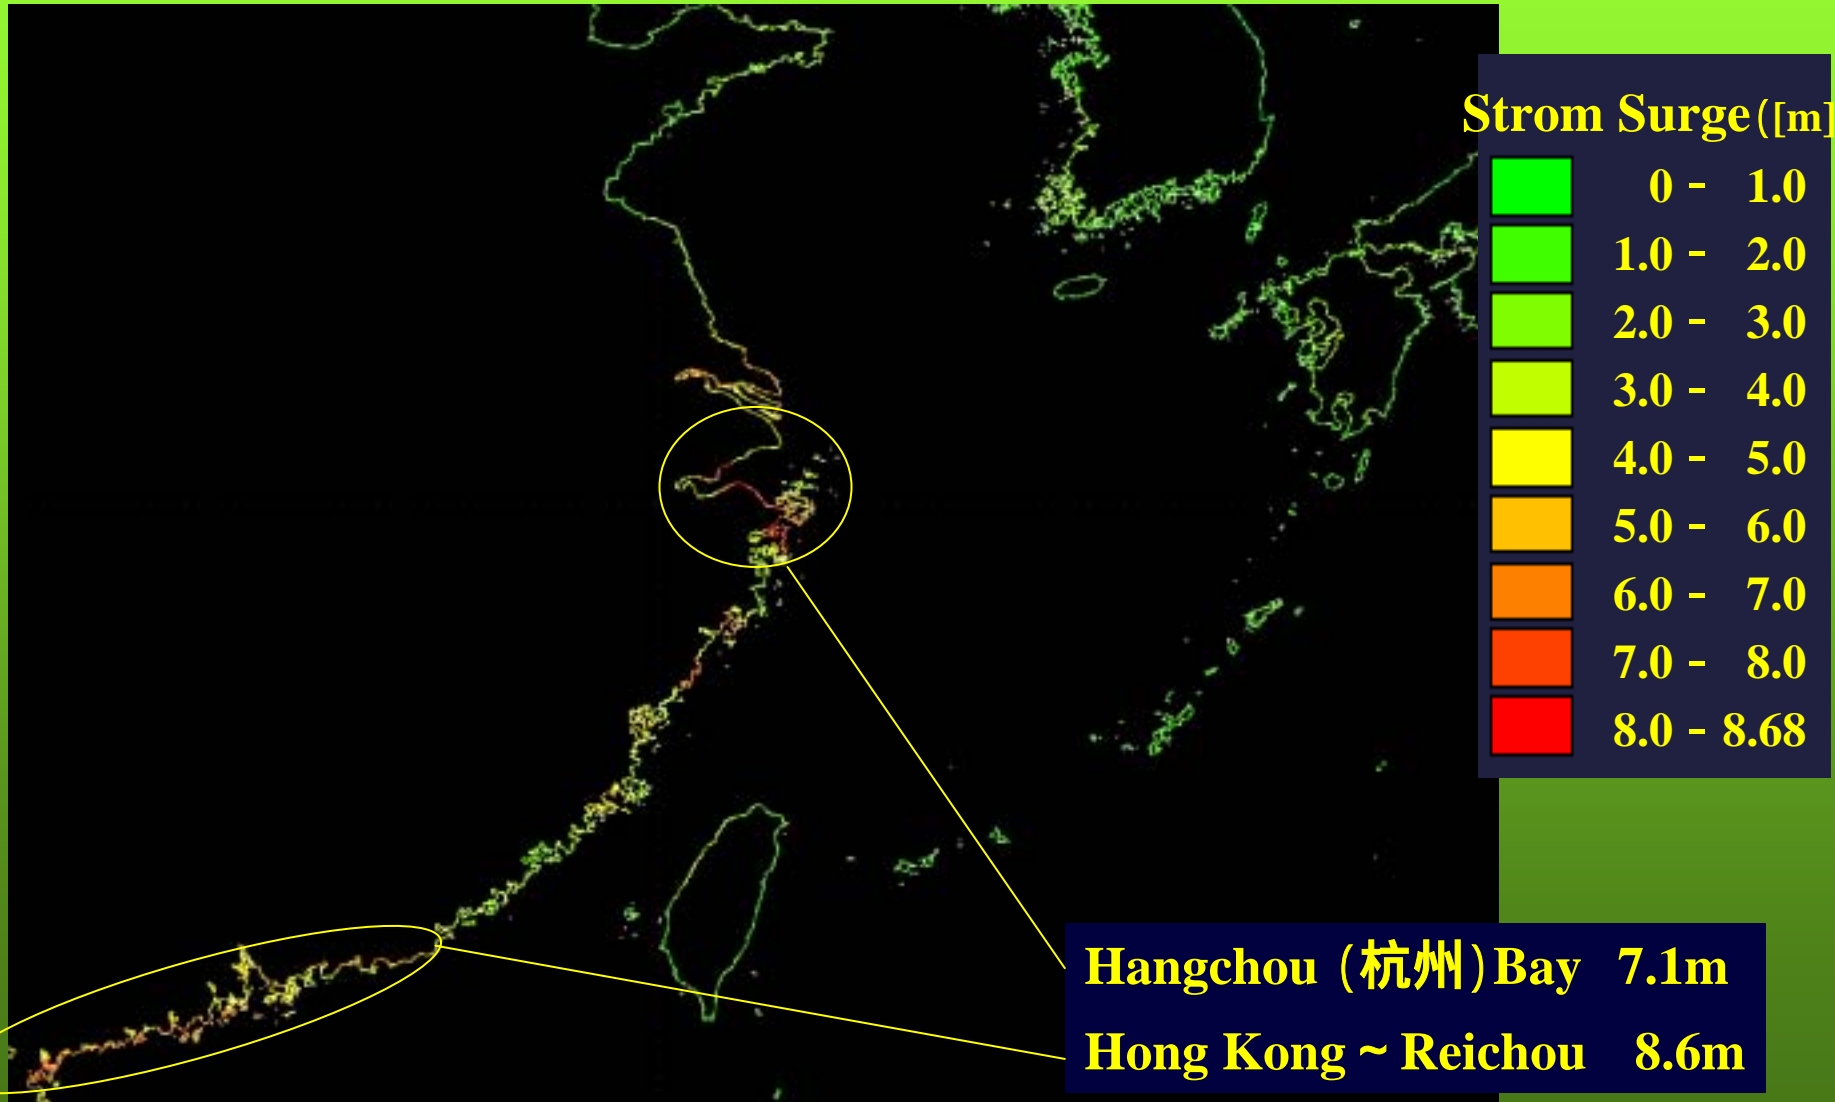 Strom Surge([m]
0 - 1.0
1.0 - 2.0
2.0 - 3.0
3.0 - 4.0
4.0 - 5.0
5.0 - 6.0
6.0 - 7.0
7.0 - 8.0
8.0 - 8.68
Hangchou (杭州)Bay 7.1m
Hong Kong ~ Reichou 8.6m